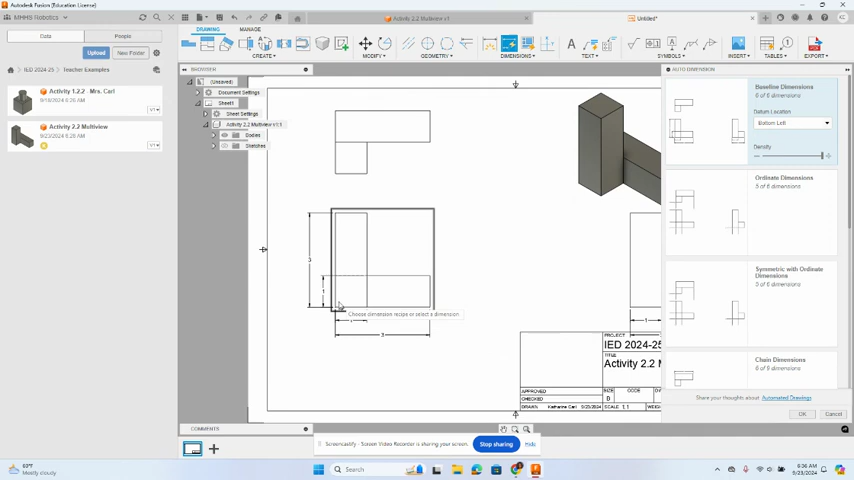 Autodesk Fusion (Education License)
MHHS Robotics
Activity 2.2 Multiview v1
Untitled*
Data
People
Upload
New Folder
IED 2024-25
Teacher Examples
Activity 1.2.2 - Mrs. Carl
9/18/2024 6:26 AM
V1
Activity 2.2 Multiview
9/23/2024 6:28 AM
V1
DRAWING
MANAGE
CREATE
MODIFY
GEOMETRY
DIMENSIONS
TEXT
SYMBOLS
INSERT
TABLES
EXPORT
BROWSER
(Unsaved)
Document Settings
Sheet1
Sheet Settings
Activity 2.2 Multiview v1:1
Bodies
Sketches
3
1
1
3
1
Choose dimension recipe or select a dimension.
PROJECT
IED 2024-25
TITLE
Activity 2.2 M
APPROVED
CHECKED
DRAWN Katharine Carl 9/23/2024
SIZE
D
CODE
SCALE 1:1
AUTO DIMENSION
Baseline Dimensions
6 of 6 dimensions
Datum Location
Bottom Left
Density
Ordinate Dimensions
5 of 6 dimensions
Symmetric with Ordinate
Dimensions
5 of 6 dimensions
Chain Dimensions
6 of 9 dimensions
Share your thoughts about Automated Drawings
OK
Cancel
COMMENTS
Screencastify - Screen Video Recorder is sharing your screen.
Stop sharing
Hide
Mostly cloudy
Search
6:36 AM
9/23/2024